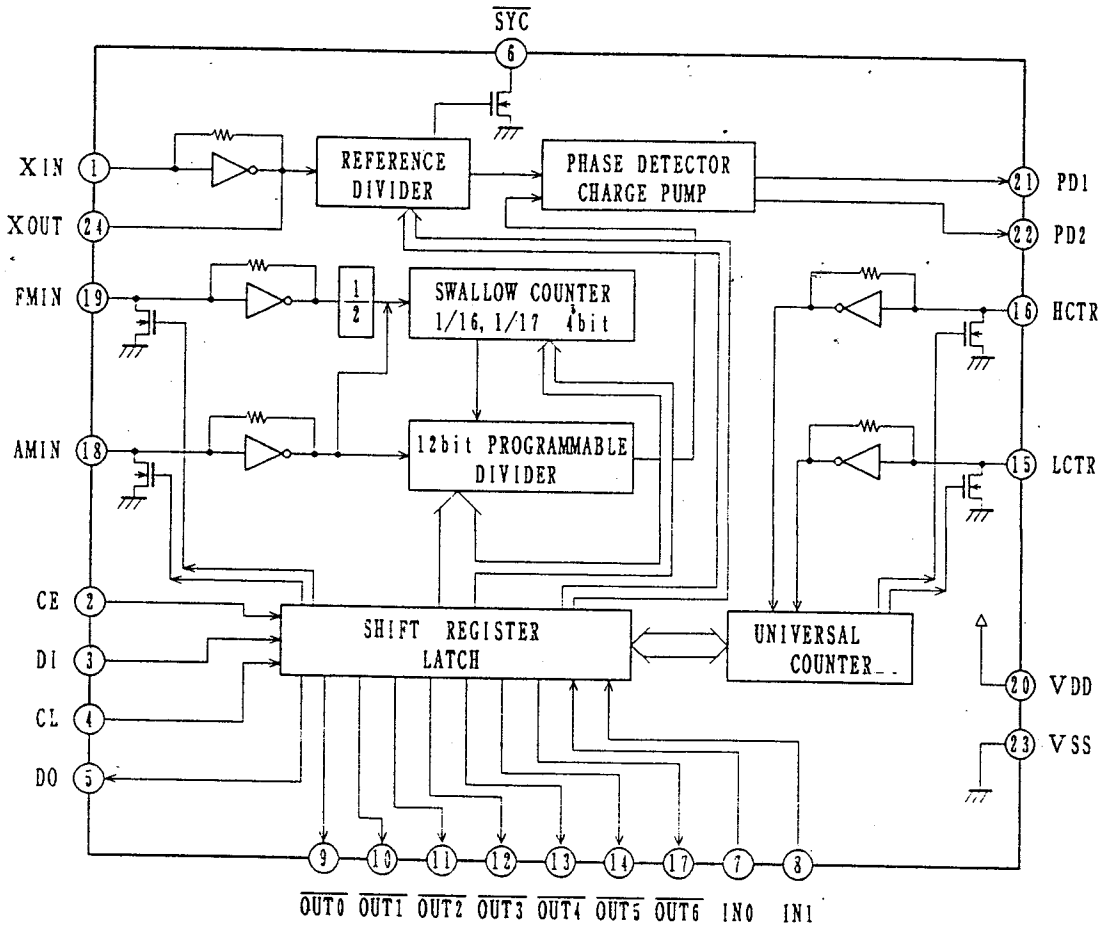 SYC
6
XIN 1
REFERENCE
DIVIDER
PHASE DETECTOR
CHARGE PUMP
21 PD1
XOUT 24
22 PD2
FMIN 19
1
2
SWALLOW COUNTER
1/16, 1/17 4bit
16 HCTR
AMIN 18
12bit PROGRAMMABLE
DIVIDER
15 LCTR
CE 2
SHIFT REGISTER
LATCH
UNIVERSAL
COUNTER
DI 3
20 VDD
CL 4
23 VSS
DO 5
9 10 11 12 13 14 17 7 8
OUT0 OUT1 OUT2 OUT3 OUT4 OUT5 OUT6 IN0 IN1